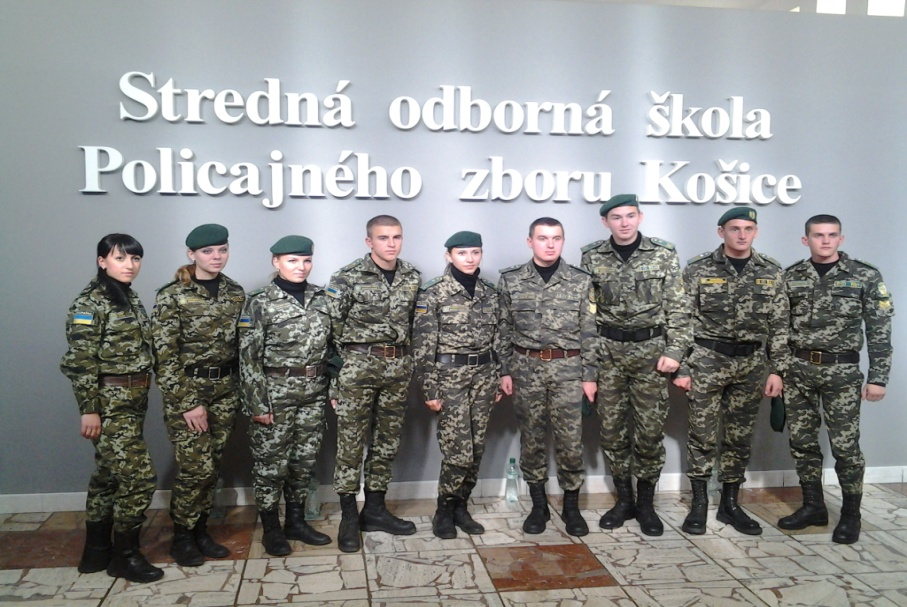 Stredná odborná škola
Policajného zboru Košice